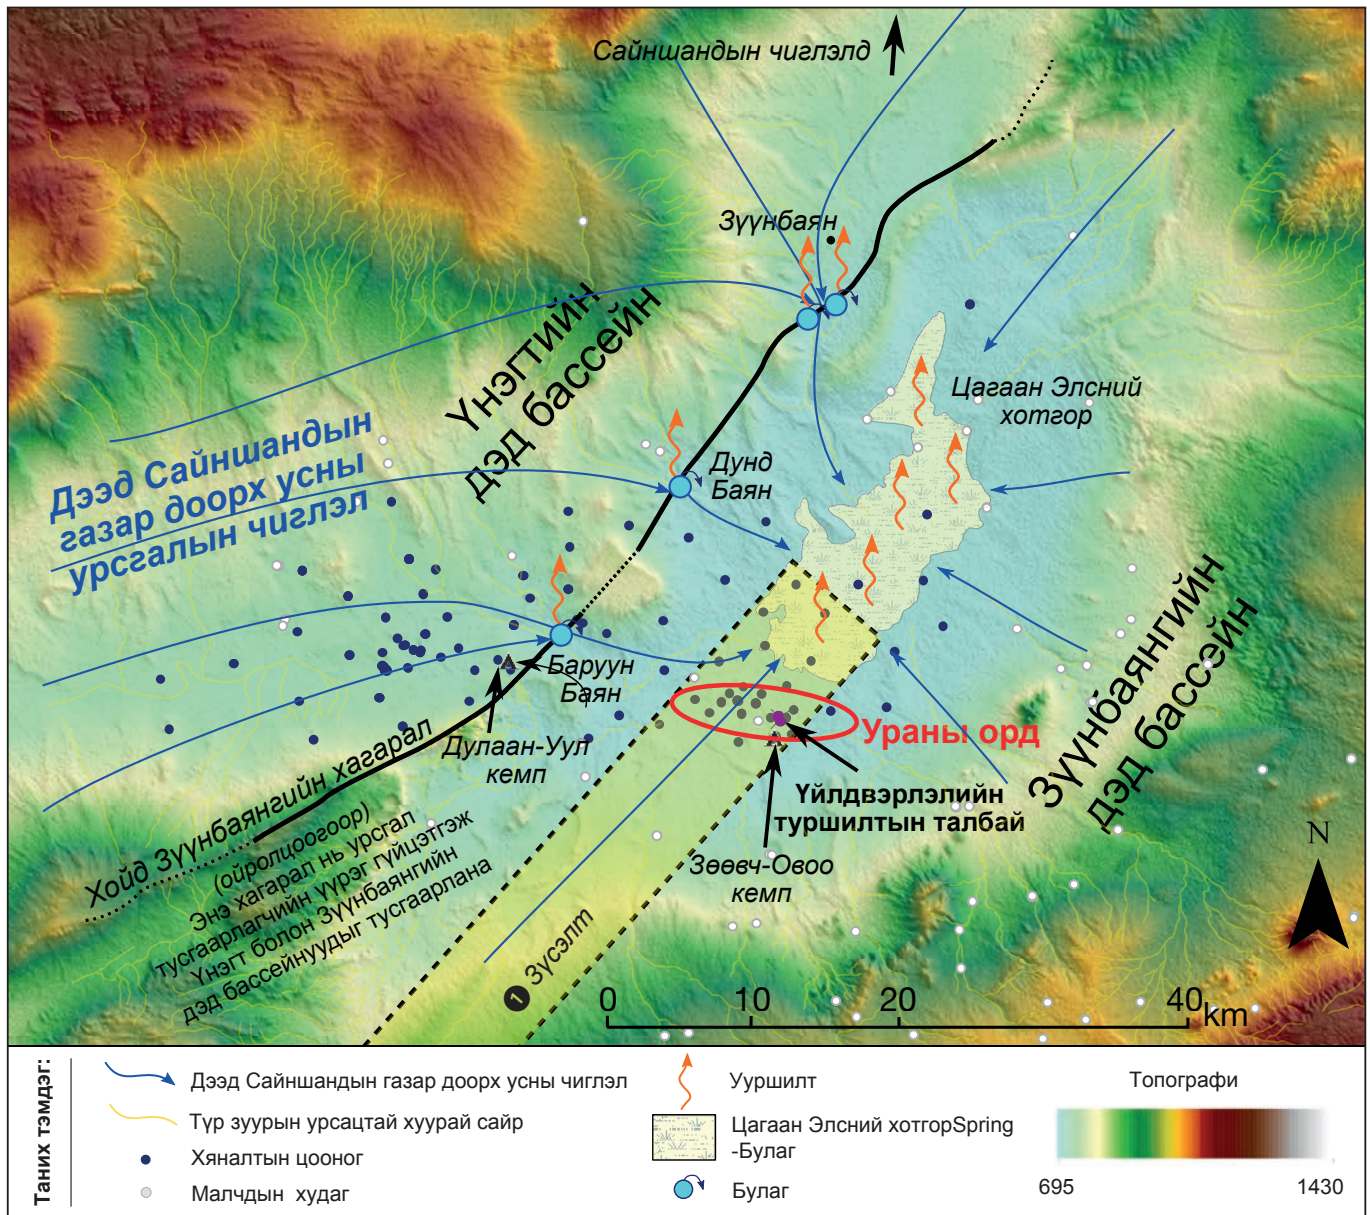 Сайншандын чиглэлд
Зүүнбаян
Үнэгтийн
дэд бассейн
Цагаан Элсний
хотгор
Дээд Сайншандын
газар доорх усны
урсгалын чиглэл
Дунд
Баян
Баруун
Баян
Зүүнбаянгийн
дэд бассейн
Ураны орд
Дулаан-Уул
кемп
Үйлдвэрлэлийн
туршилтын талбай
Зөөвч-Овоо
кемп
Хойд Зүүнбаянгийн хагарал
(ойролцоогоор)
Энэ хагарал нь урсгал
тусгаарлагчийн үүрэг гүйцэтгэж
Үнэгт болон Зүүнбаянгийн
дэд бассейнуудыг тусгаарлана
1 Зүсэлт
N
0 10 20 40 km
Таних тэмдэг:
Дээд Сайншандын газар доорх усны чиглэл
Түр зуурын урсацтай хуурай сайр
Хяналтын цооног
Малчдын худаг
Ууршилт
Цагаан Элсний хотгорSpring
-Булаг
Булаг
Топографи
695 1430